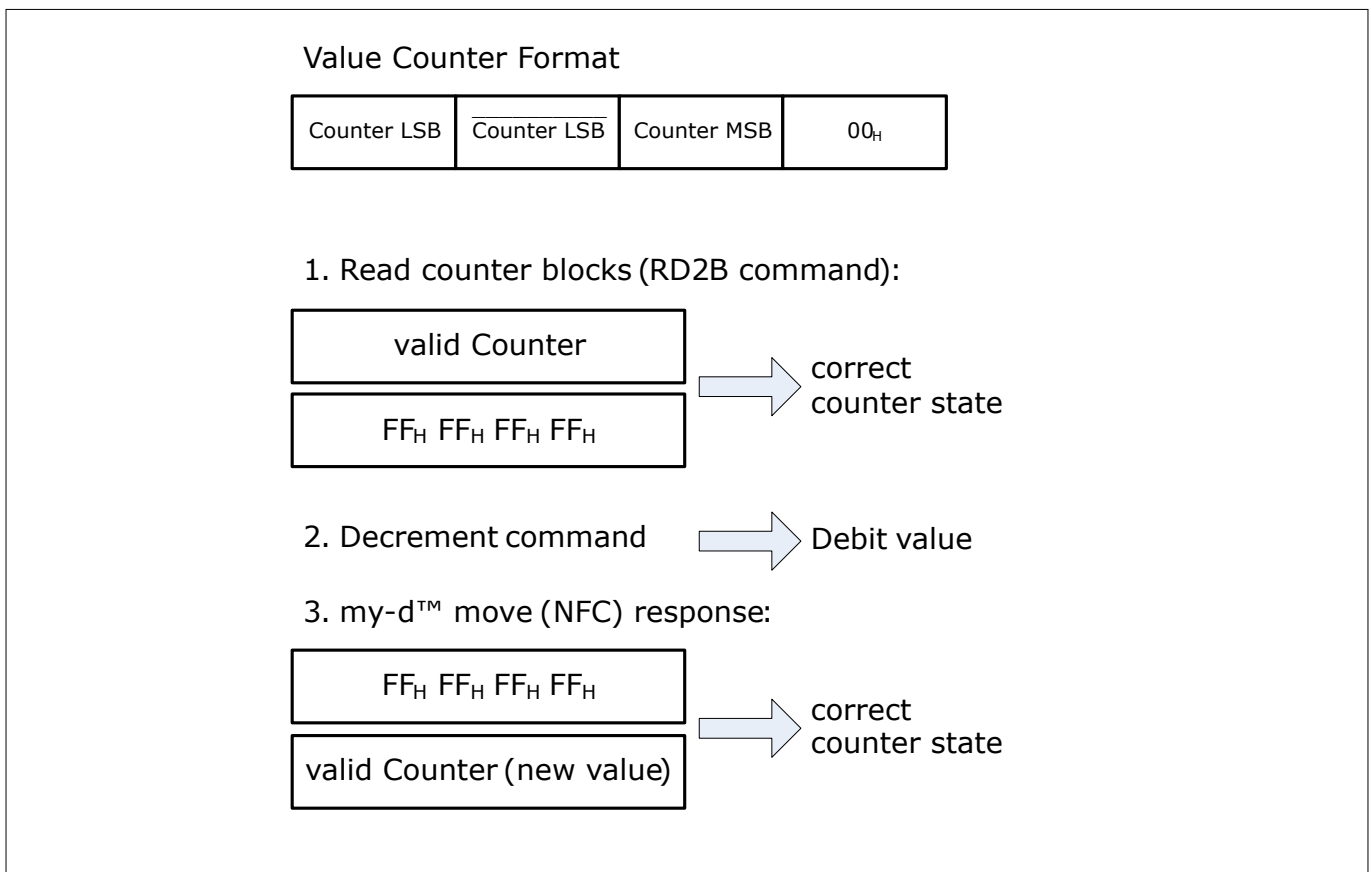 Value Counter Format
Counter LSB Counter LSB Counter MSB 00H
1. Read counter blocks (RD2B command):
valid Counter
FFH FFH FFH FFH
correct
counter state
2. Decrement command Debit value
3. my-d™ move (NFC) response:
FFH FFH FFH FFH
valid Counter (new value)
correct
counter state